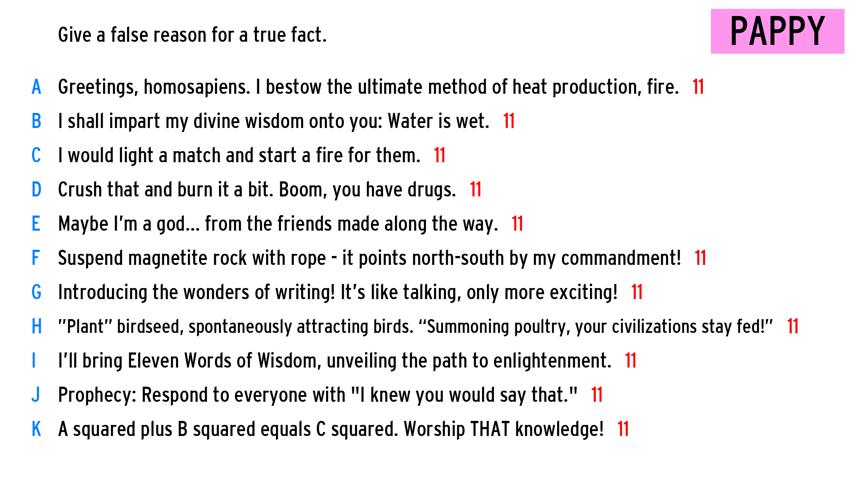 Give a false reason for a true fact.
PAPPY
A Greetings, homosapiens. I bestow the ultimate method of heat production, fire. 11
B I shall impart my divine wisdom onto you: Water is wet. 11
C I would light a match and start a fire for them. 11
D Crush that and burn it a bit. Boom, you have drugs. 11
E Maybe I'm a god... from the friends made along the way. 11
F Suspend magnetite rock with rope - it points north-south by my commandment! 11
G Introducing the wonders of writing! It's like talking, only more exciting! 11
H ”Plant” birdseed, spontaneously attracting birds. “Summoning poultry, your civilizations stay fed!” 11
I I'll bring Eleven Words of Wisdom, unveiling the path to enlightenment. 11
J Prophecy: Respond to everyone with "I knew you would say that." 11
K A squared plus B squared equals C squared. Worship THAT knowledge! 11